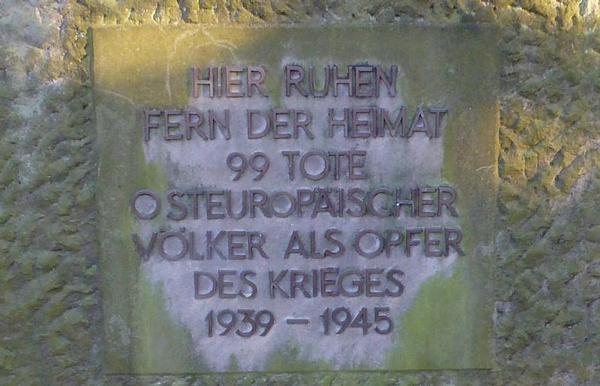 HIER RUHEN
FERN DER HEIMAT
99 TOTE
OSTEUROPÄISCHER
VÖLKER ALS OPFER
DES KRIEGES
1939 – 1945